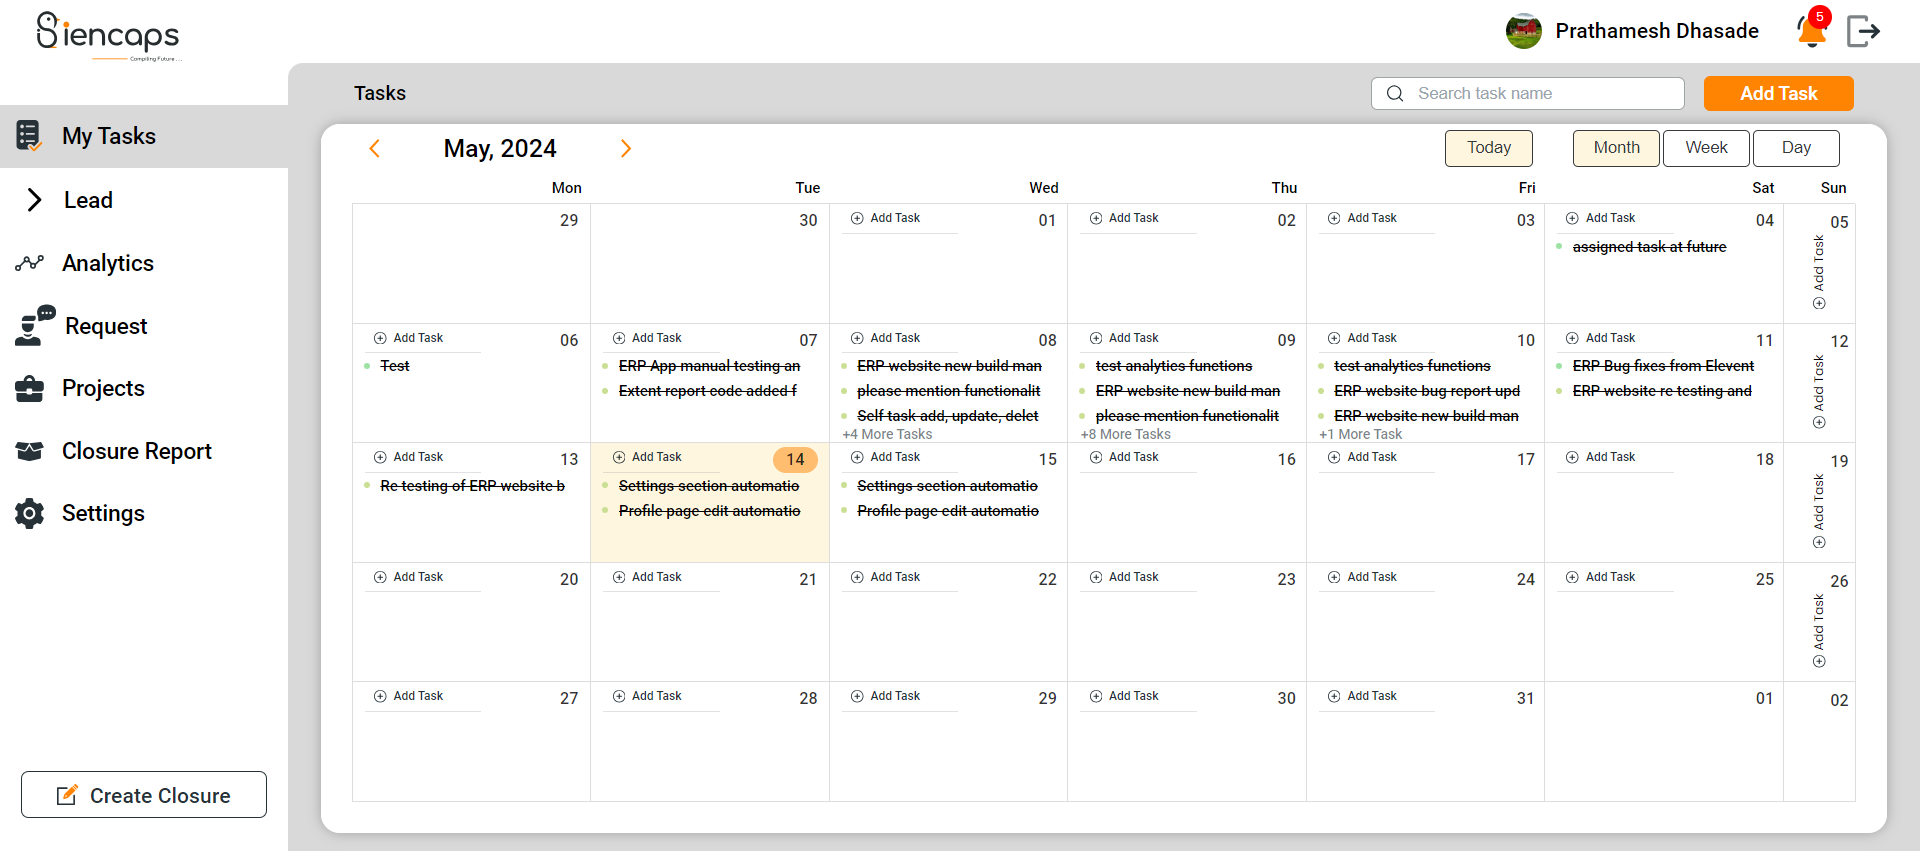 Siencaps
Compiling Future ...
Prathamesh Dhasade
5
My Tasks
Lead
Analytics
Request
Projects
Closure Report
Settings
Create Closure
Tasks
Search task name
Add Task
May, 2024
Today
Month
Week
Day
Mon Tue Wed Thu Fri Sat Sun
29
30
Add Task 01
Add Task 02
Add Task 03
Add Task 04
assigned task at future
05
Add Task
Add Task 06
Test
Add Task 07
ERP App manual testing an
Extent report code added f
Add Task 08
ERP website new build man
please mention functionalit
Self task add, update, delet
+4 More Tasks
Add Task 09
test analytics functions
ERP website new build man
please mention functionalit
+8 More Tasks
Add Task 10
test analytics functions
ERP website bug report upd
ERP website new build man
+1 More Task
Add Task 11
ERP Bug fixes from Elevent
ERP website re testing and
12
Add Task
Add Task 13
Re testing of ERP website b
Add Task 14
Settings section automatio
Profile page edit automatio
Add Task 15
Settings section automatio
Profile page edit automatio
Add Task 16
Add Task 17
Add Task 18
19
Add Task
Add Task 20
Add Task 21
Add Task 22
Add Task 23
Add Task 24
Add Task 25
26
Add Task
Add Task 27
Add Task 28
Add Task 29
Add Task 30
Add Task 31
01
02